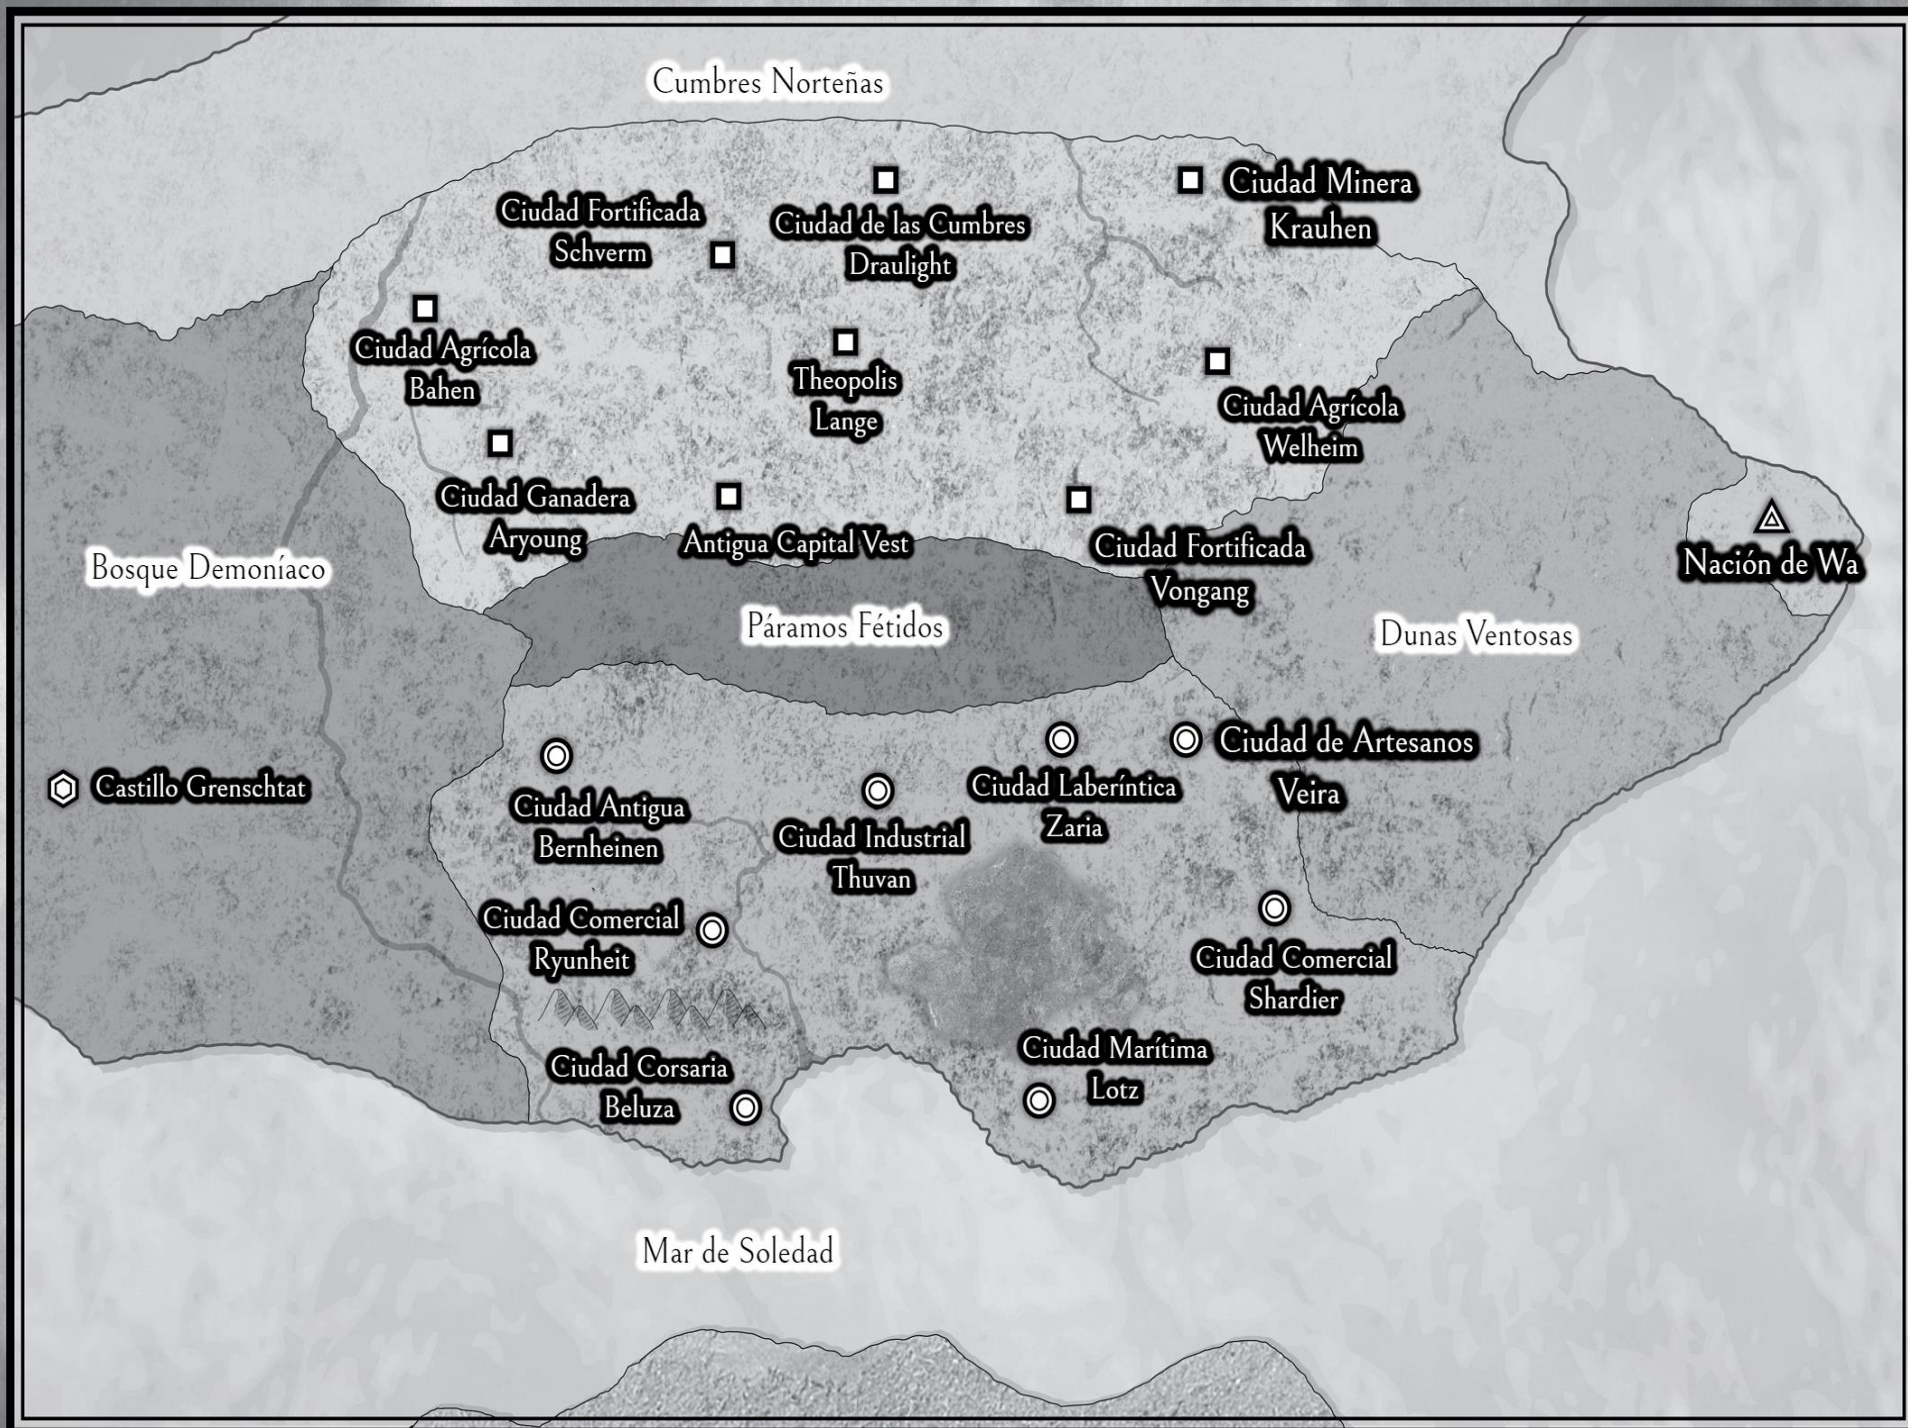 Cumbres Norteñas
Ciudad Fortificada
Schverm
Ciudad de las Cumbres
Draulight
Ciudad Minera
Krauhen
Ciudad Agrícola
Bahen
Theopolis
Lange
Ciudad Agrícola
Welheim
Ciudad Ganadera
Aryoung
Antigua Capital Vest
Ciudad Fortificada
Vongang
Nación de Wa
Bosque Demoníaco
Páramos Fétidos
Dunas Ventosas
Castillo Grenschtat
Ciudad Antigua
Bernheinen
Ciudad Industrial
Thuvan
Ciudad Laberíntica
Zaria
Ciudad de Artesanos
Veira
Ciudad Comercial
Ryunheit
Ciudad Comercial
Shardier
Ciudad Corsaria
Beluza
Ciudad Marítima
Lotz
Mar de Soledad